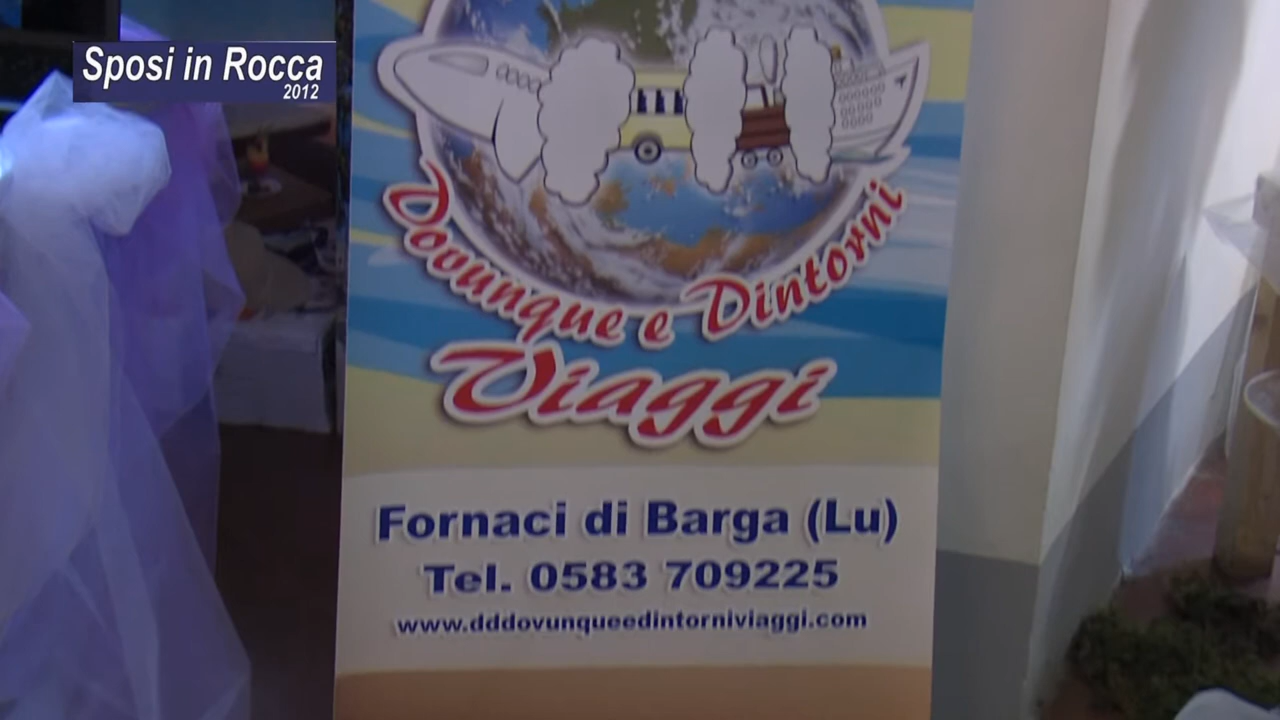 Sposi in Rocca
2012
Dovunque e Dintorni
Viaggi
Fornaci di Barga (Lu)
Tel. 0583 709225
www.dddovunqueedintorniviaggi.com